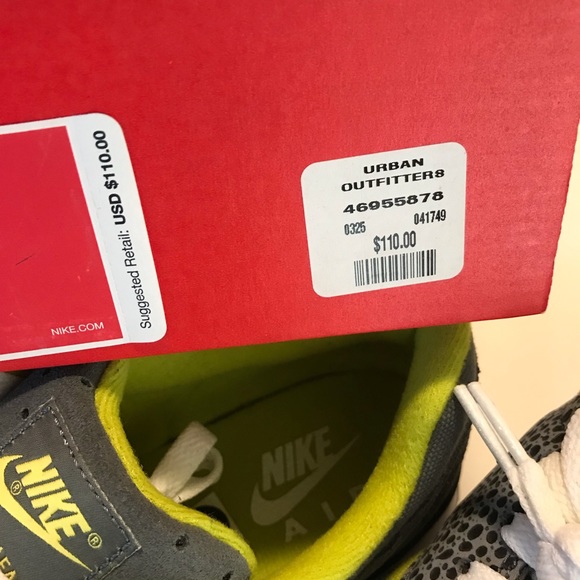 Suggested Retail: USD $110.00
NIKE.COM
URBAN
OUTFITTERS
46955878
0325 041749
$110.00
NIKE
AIR
NIKE